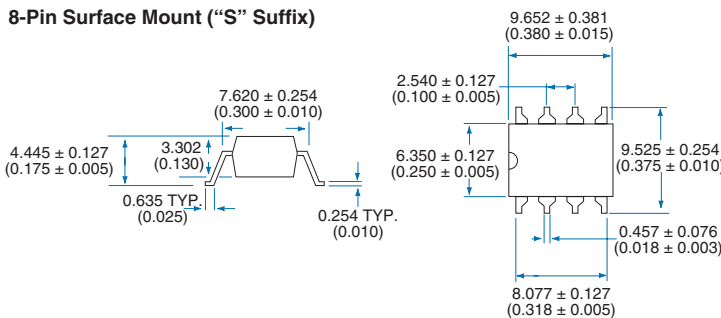 8-Pin Surface Mount (“S” Suffix)
7.620 ± 0.254
(0.300 ± 0.010)
4.445 ± 0.127
(0.175 ± 0.005)
3.302
(0.130)
0.635 TYP.
(0.025)
0.254 TYP.
(0.010)
9.652 ± 0.381
(0.380 ± 0.015)
2.540 ± 0.127
(0.100 ± 0.005)
6.350 ± 0.127
(0.250 ± 0.005)
9.525 ± 0.254
(0.375 ± 0.010)
0.457 ± 0.076
(0.018 ± 0.003)
8.077 ± 0.127
(0.318 ± 0.005)